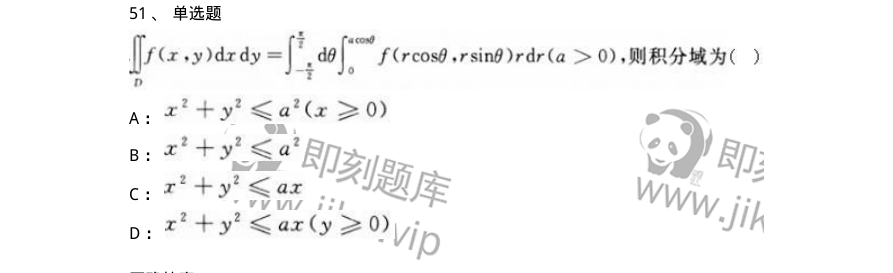 51 、 单选题
∬_D f(x,y)dxdy=∫_{-π/2}^{π/2} dθ∫_0^{acosθ} f(rcosθ,rsinθ)rdr(a>0),则积分域为( )
A： x²+y²⩽a²(x⩾0)
B： x²+y²⩽a²
C： x²+y²⩽ax
D： x²+y²⩽ax(y⩾0)
即刻题库
.vip
即刻
www.jik